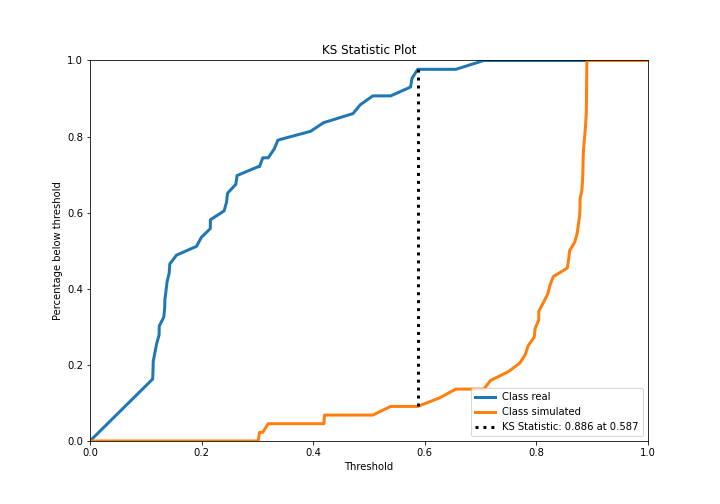 KS Statistic Plot
1.0
0.8
0.6
0.4
0.2
0.0
Percentage below threshold
0.0 0.2 0.4 0.6 0.8 1.0
Threshold
Class real
Class simulated
KS Statistic: 0.886 at 0.587